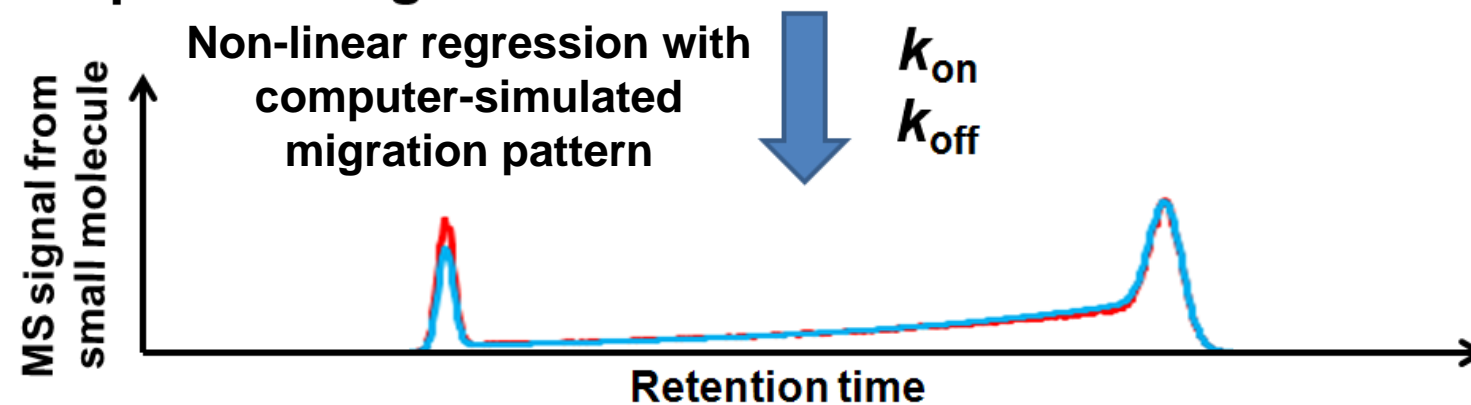 Non-linear regression with
computer-simulated
migration pattern
kon
koff
MS signal from
small molecule
Retention time